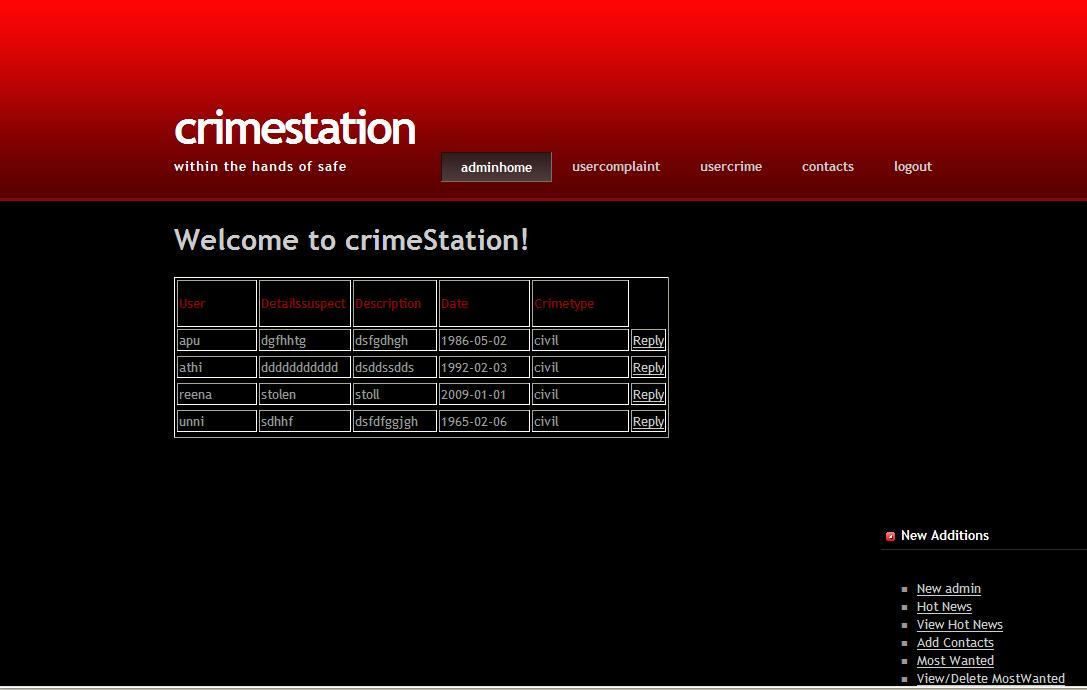 crimestation
within the hands of safe
adminhome usercomplaint usercrime contacts logout
Welcome to crimeStation!
User Detailssuspect Description Date Crimetype
apu dgfhhtg dsfgdhgh 1986-05-02 civil Reply
athi ddddddddddd dsddssdds 1992-02-03 civil Reply
reena stolen stoll 2009-01-01 civil Reply
unni sdhhf dsfdfggjgh 1965-02-06 civil Reply
New Additions
New admin
Hot News
View Hot News
Add Contacts
Most Wanted
View/Delete MostWanted